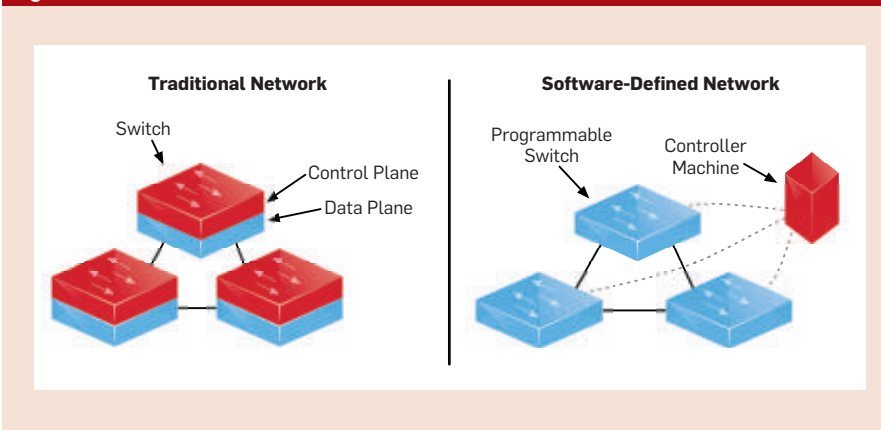 Traditional Network
Software-Defined Network
Switch
Control Plane
Data Plane
Programmable
Switch
Controller
Machine